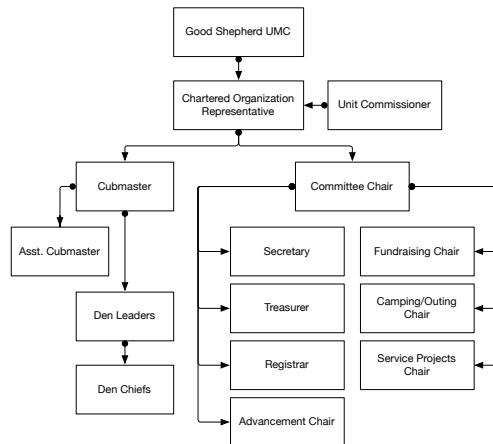 Good Shepherd UMC
Chartered Organization
Representative
Unit Commissioner
Cubmaster
Committee Chair
Asst. Cubmaster
Secretary
Fundraising Chair
Den Leaders
Treasurer
Camping/Outing
Chair
Den Chiefs
Registrar
Service Projects
Chair
Advancement Chair